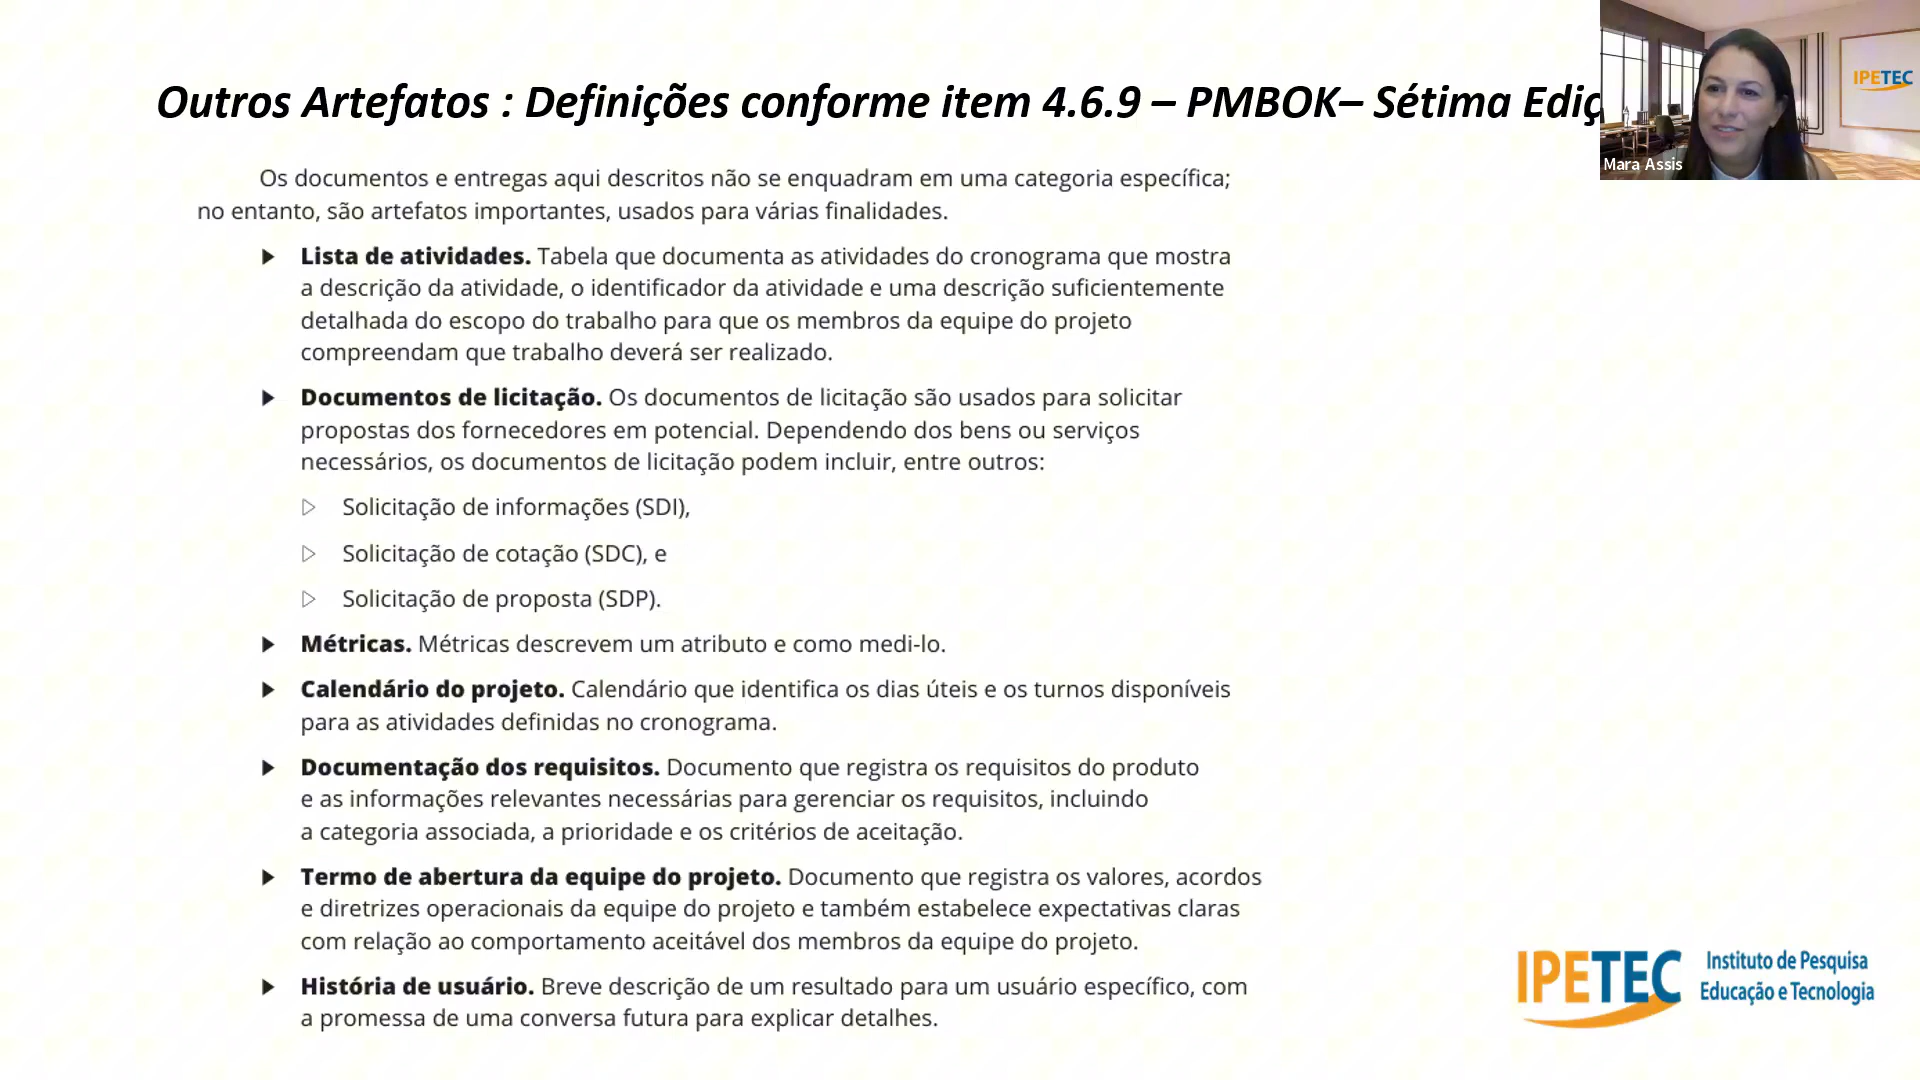 Outros Artefatos : Definições conforme item 4.6.9 – PMBOK– Sétima
IPETEC
Mara Assis
Os documentos e entregas aqui descritos não se enquadram em uma categoria específica;
no entanto, são artefatos importantes, usados para várias finalidades.
Lista de atividades. Tabela que documenta as atividades do cronograma que mostra
a descrição da atividade, o identificador da atividade e uma descrição suficientemente
detalhada do escopo do trabalho para que os membros da equipe do projeto
compreendam que trabalho deverá ser realizado.
Documentos de licitação. Os documentos de licitação são usados para solicitar
propostas dos fornecedores em potencial. Dependendo dos bens ou serviços
necessários, os documentos de licitação podem incluir, entre outros:
Solicitação de informações (SDI),
Solicitação de cotação (SDC), e
Solicitação de proposta (SDP).
Métricas. Métricas descrevem um atributo e como medi-lo.
Calendário do projeto. Calendário que identifica os dias úteis e os turnos disponíveis
para as atividades definidas no cronograma.
Documentação dos requisitos. Documento que registra os requisitos do produto
e as informações relevantes necessárias para gerenciar os requisitos, incluindo
a categoria associada, a prioridade e os critérios de aceitação.
Termo de abertura da equipe do projeto. Documento que registra os valores, acordos
e diretrizes operacionais da equipe do projeto e também estabelece expectativas claras
com relação ao comportamento aceitável dos membros da equipe do projeto.
História de usuário. Breve descrição de um resultado para um usuário específico, com
a promessa de uma conversa futura para explicar detalhes.
IPETEC
Instituto de Pesquisa
Educação e Tecnologia